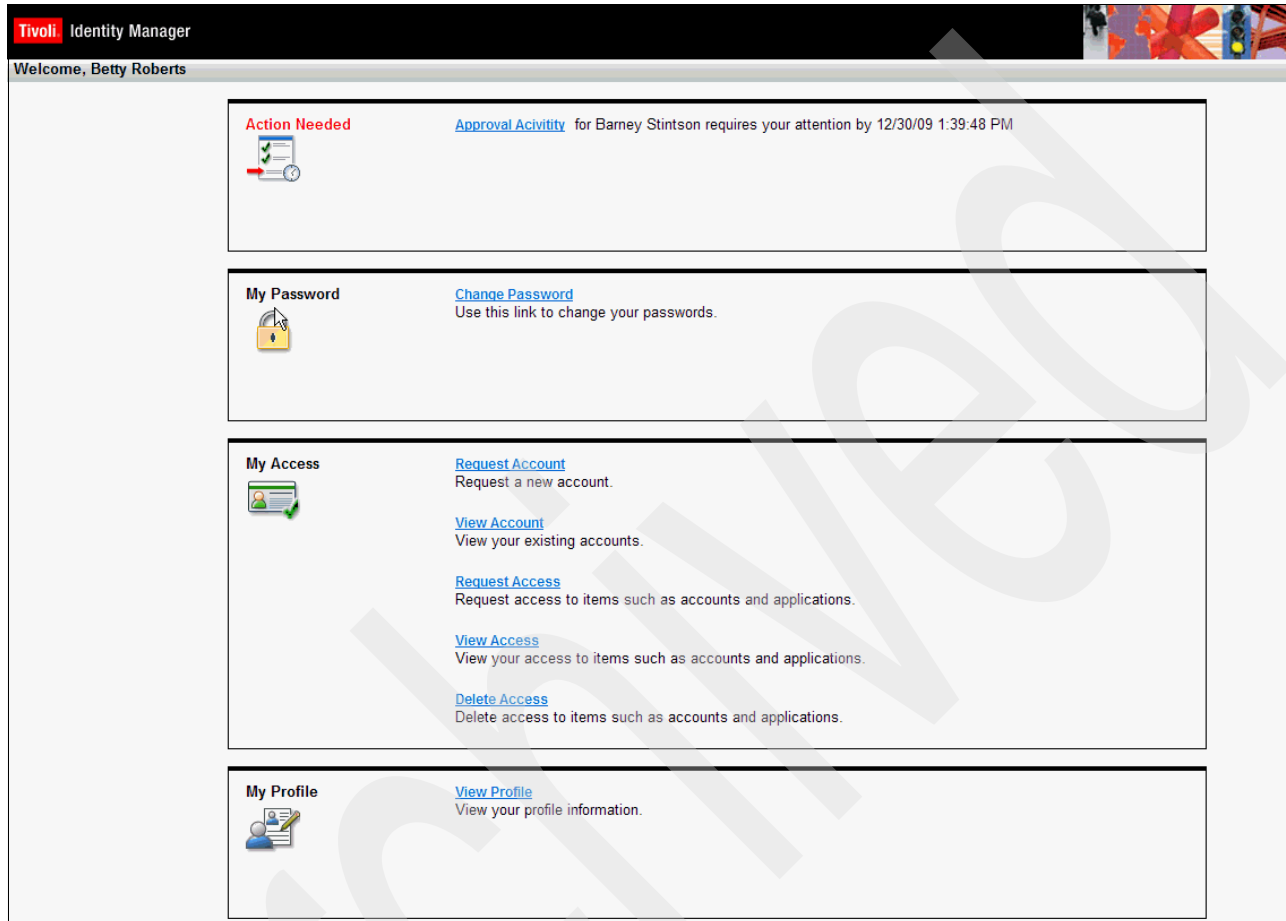 Tivoli. Identity Manager
Welcome, Betty Roberts
Action Needed
Approval Acivitity for Barney Stintson requires your attention by 12/30/09 1:39:48 PM
My Password
Change Password
Use this link to change your passwords.
My Access
Request Account
Request a new account.
View Account
View your existing accounts.
Request Access
Request access to items such as accounts and applications.
View Access
View your access to items such as accounts and applications.
Delete Access
Delete access to items such as accounts and applications.
My Profile
View Profile
View your profile information.
chived